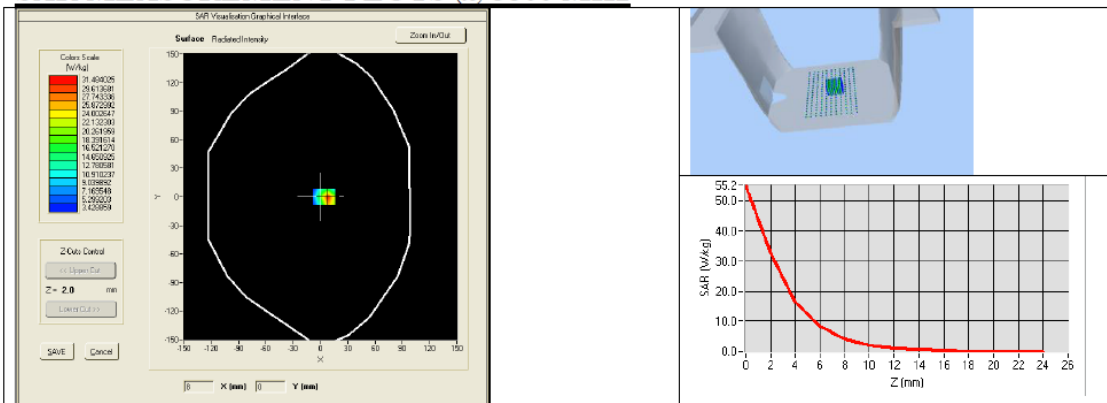 SAR Visualisation Graphical Interface
Surface Radiated Intensity
Zoom In/Out
Colors Scale
(W/kg)
31.484025
29.613681
27.743336
25.872992
24.002647
22.132303
20.261959
18.391614
16.521270
14.650925
12.780581
10.910237
9.039892
7.169548
5.299203
3.428859
150-
120-
90-
60-
30-
0-
-30-
-60-
-90-
-120-
-150-
Y
-150 -120 -90 -60 -30 0 30 60 90 120 150
X
Z-Cuts Control
<< Upper Cut
Z = 2.0 mm
Lower Cut >>
SAVE Cancel
8 X (mm) 0 Y (mm)
55.2-
50.0-
40.0-
30.0-
20.0-
10.0-
0.0-
SAR (W/kg)
0 2 4 6 8 10 12 14 16 18 20 22 24 26
Z (mm)